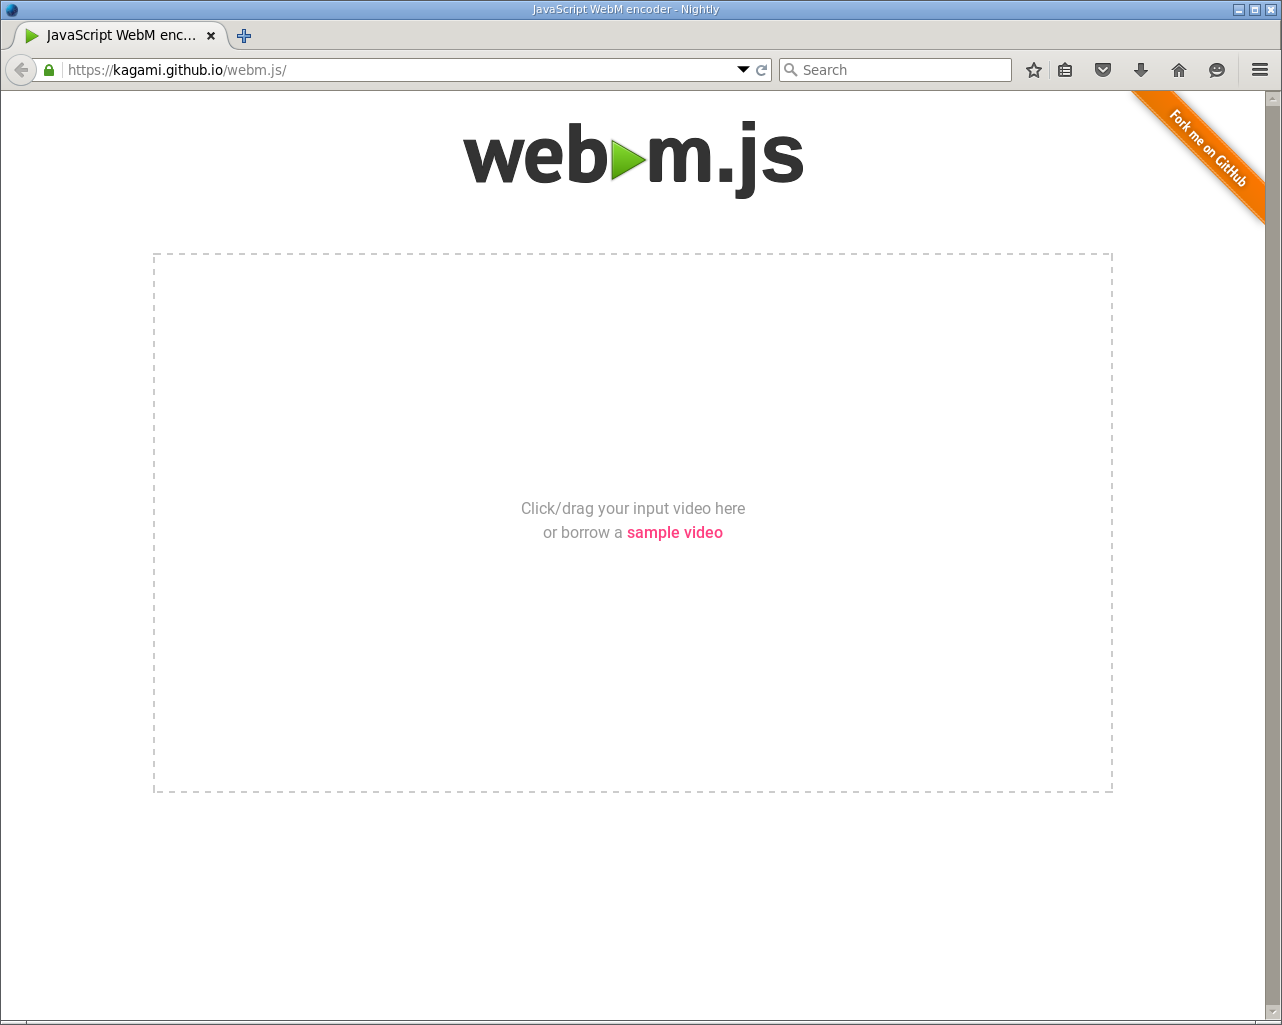 JavaScript WebM encoder - Nightly
JavaScript WebM enc...
https://kagami.github.io/webm.js/
Search
Fork me on GitHub
webm.js
Click/drag your input video here
or borrow a sample video